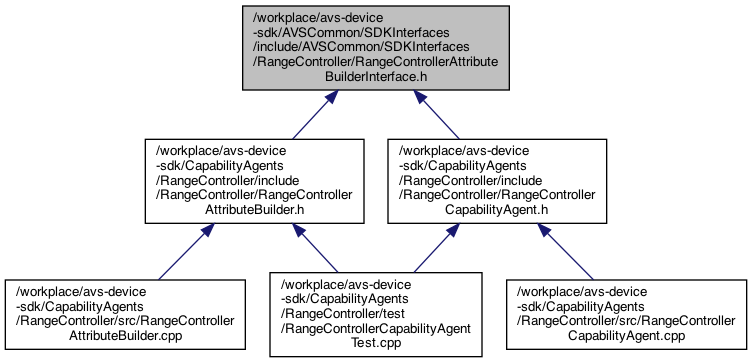 /workplace/avs-device
-sdk/AVSCommon/SDKInterfaces
/include/AVSCommon/SDKInterfaces
/RangeController/RangeControllerAttribute
BuilderInterface.h
/workplace/avs-device
-sdk/CapabilityAgents
/RangeController/include
/RangeController/RangeController
AttributeBuilder.h
/workplace/avs-device
-sdk/CapabilityAgents
/RangeController/include
/RangeController/RangeController
CapabilityAgent.h
/workplace/avs-device
-sdk/CapabilityAgents
/RangeController/src/RangeController
AttributeBuilder.cpp
/workplace/avs-device
-sdk/CapabilityAgents
/RangeController/test
/RangeControllerCapabilityAgent
Test.cpp
/workplace/avs-device
-sdk/CapabilityAgents
/RangeController/src/RangeController
CapabilityAgent.cpp